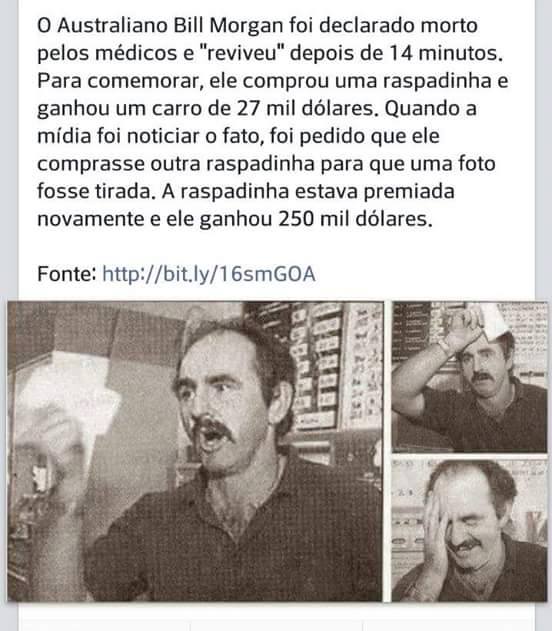 O Australiano Bill Morgan foi declarado morto
pelos médicos e "reviveu" depois de 14 minutos.
Para comemorar, ele comprou uma raspadinha e
ganhou um carro de 27 mil dólares. Quando a
mídia foi noticiar o fato, foi pedido que ele
comprasse outra raspadinha para que uma foto
fosse tirada. A raspadinha estava premiada
novamente e ele ganhou 250 mil dólares.
Fonte: http://bit.ly/16smGOA